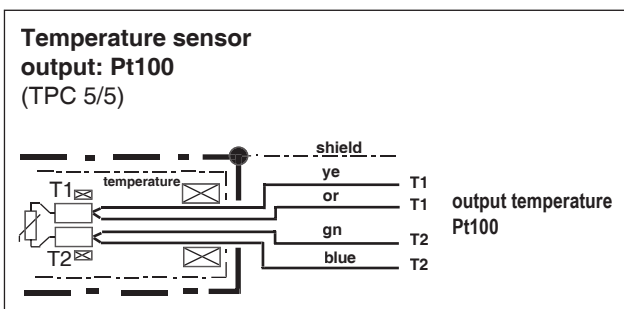 Temperature sensor
output: Pt100
(TPC 5/5)
shield
ye
T1
temperature
T1
or
T1
output temperature
Pt100
gn
T2
T2
blue
T2